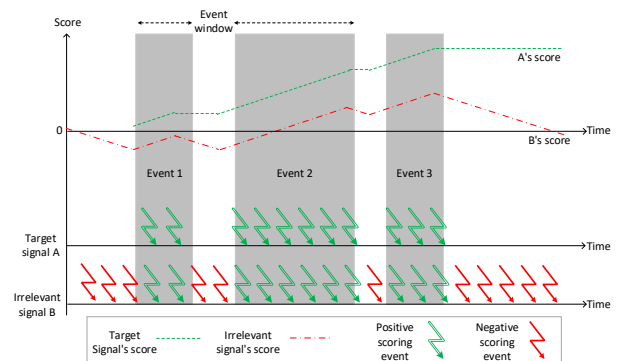 Event
window
Score
A's score
0
Time
B's score
Event 1
Event 2
Event 3
Target
signal A
Time
Irrelevant
signal B
Time
Target
Signal's score
Irrelevant
signal's score
Positive
scoring
event
Negative
scoring
event